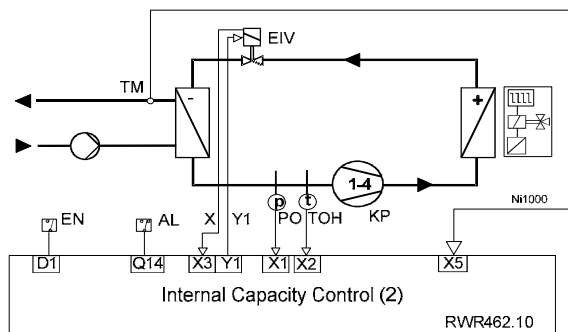 EIV
TM
-
+
1-4
p
t
Ni1000
EN
AL
X
Y1
PO
TOH
KP
D1
Q14
X3
Y1
X1
X2
X5
Internal Capacity Control (2)
RWR462.10